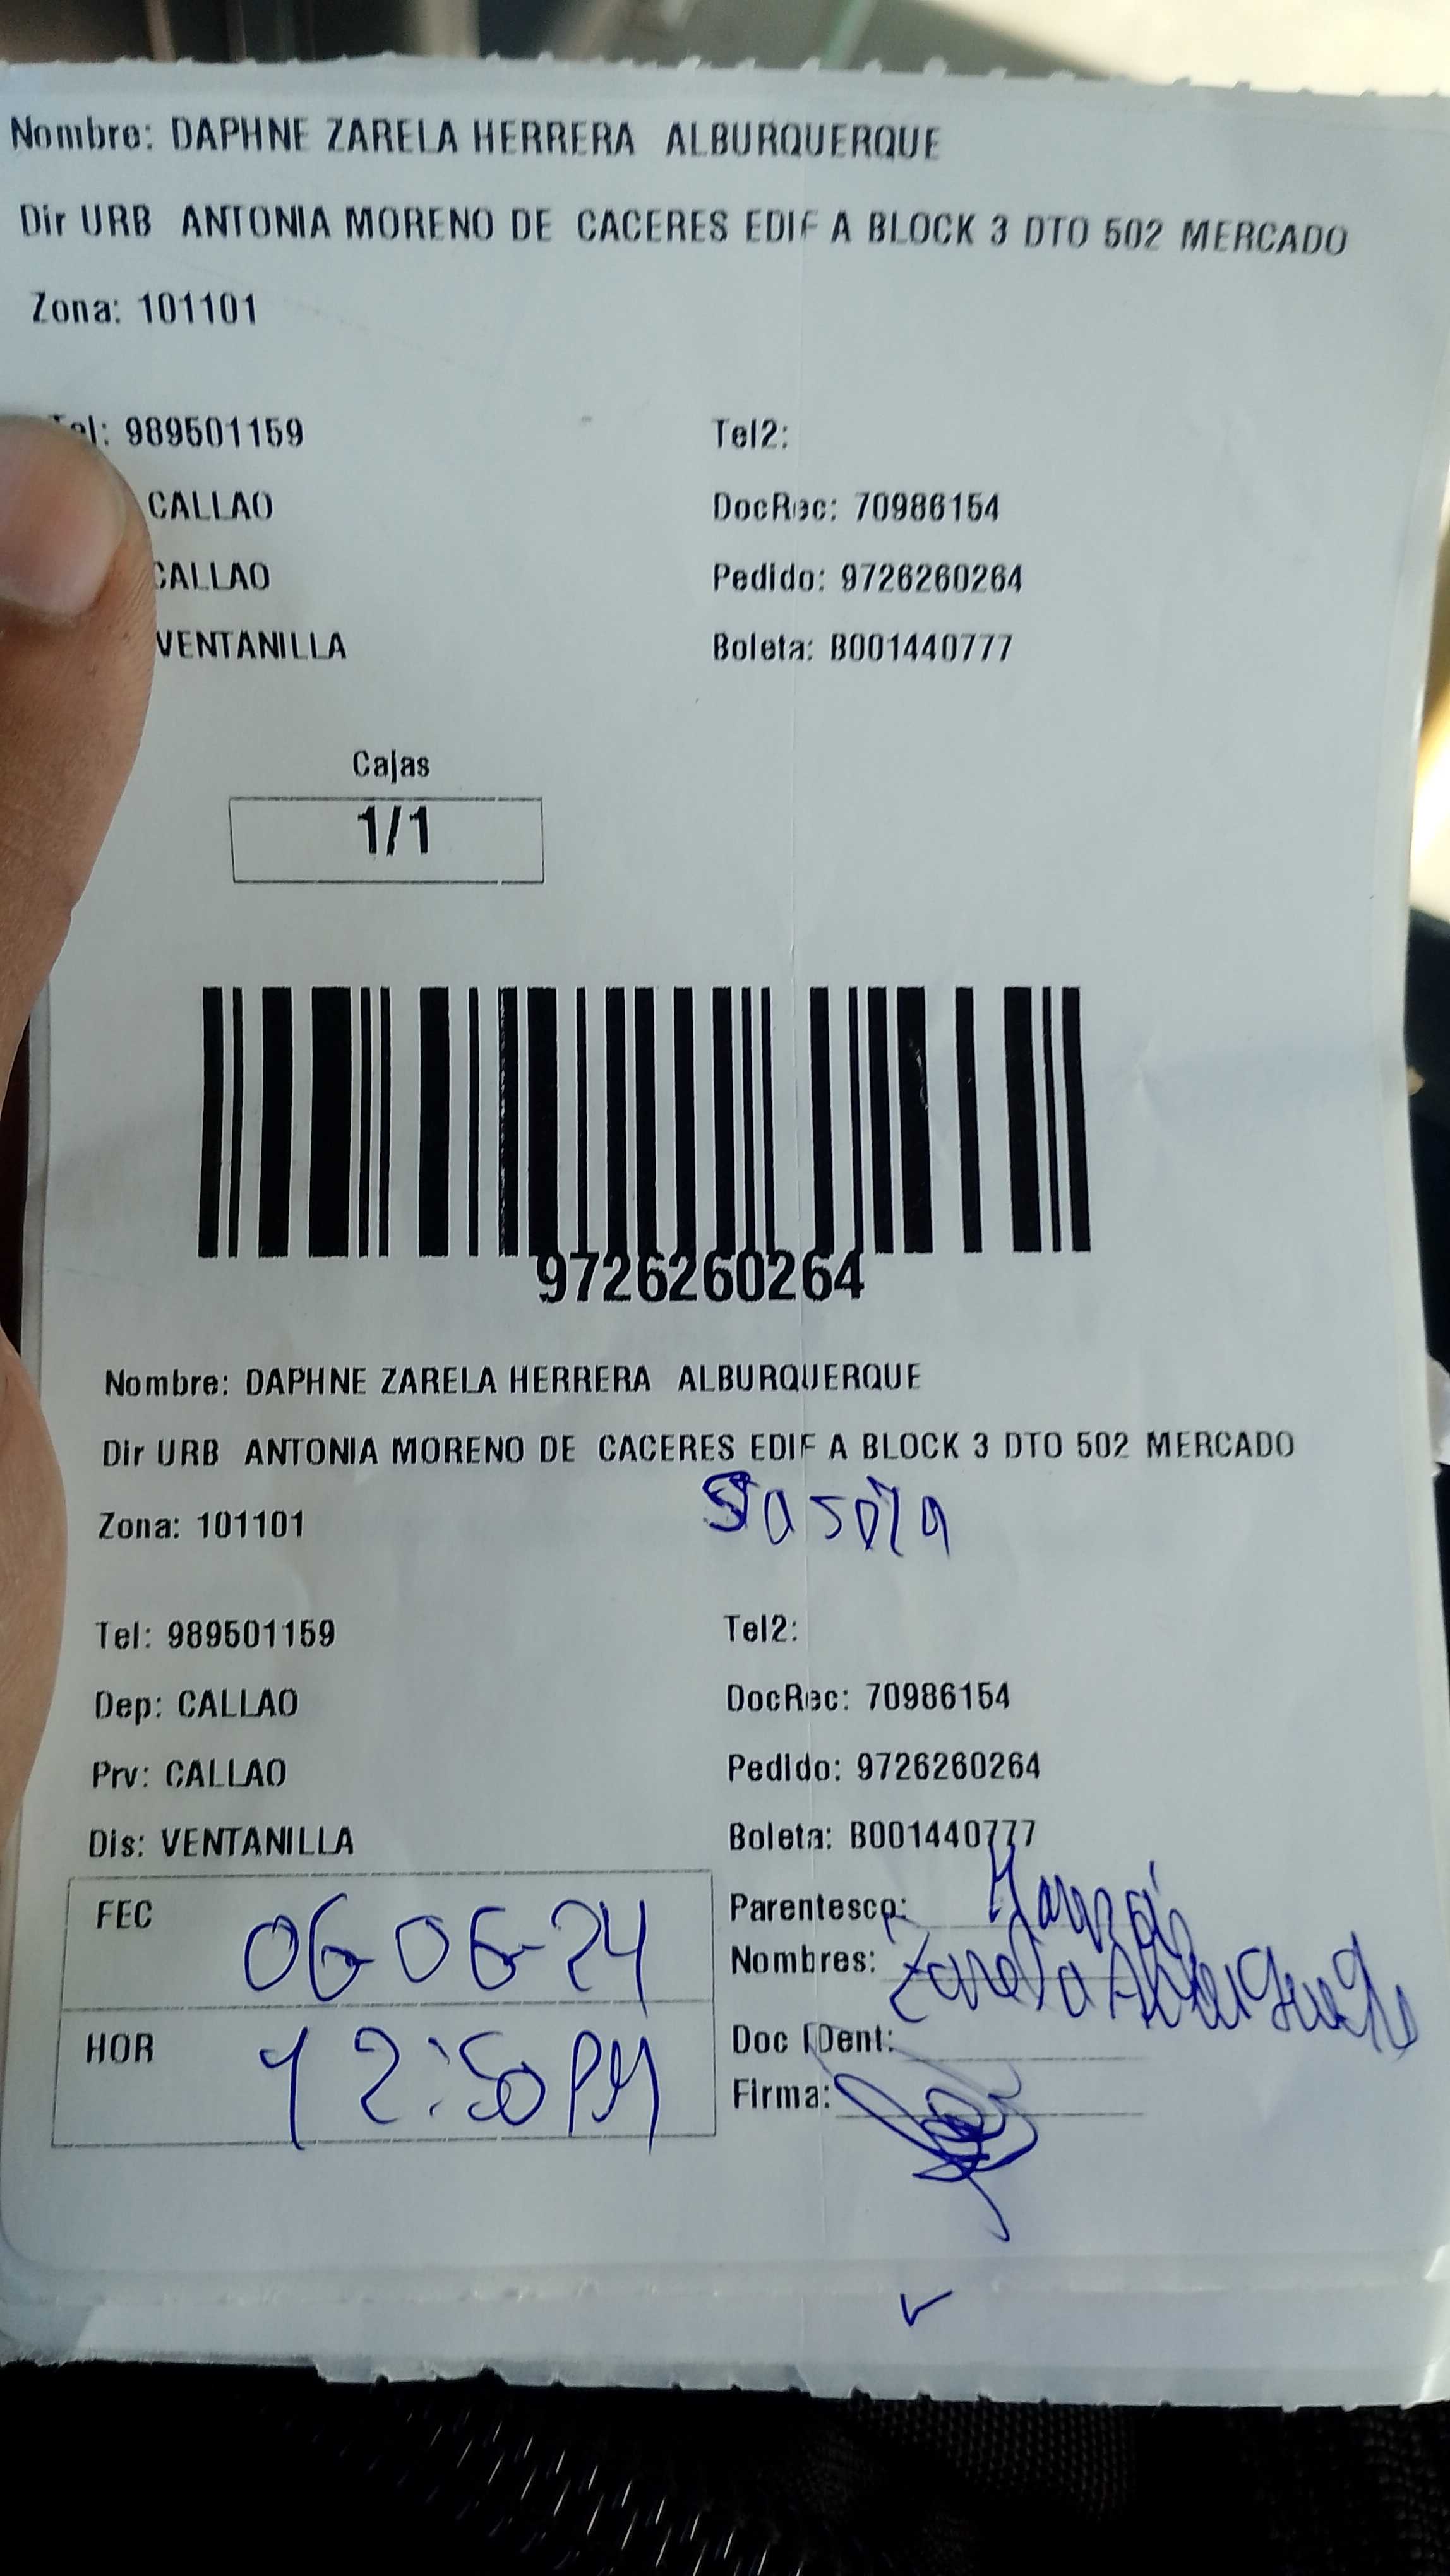 Nombre: DAPHNE ZARELA HERRERA ALBURQUERQUE
Dir URB ANTONIA MORENO DE CACERES EDIF A BLOCK 3 DTO 502 MERCADO
Zona: 101101
Tel: 989501159 Tel2:
CALLAO DocRec: 70986154
CALLAO Pedido: 9726260264
VENTANILLA Boleta: B001440777
Cajas
1/1
9726260264
Nombre: DAPHNE ZARELA HERRERA ALBURQUERQUE
Dir URB ANTONIA MORENO DE CACERES EDIF A BLOCK 3 DTO 502 MERCADO
Zona: 101101
Tel: 989501159 Tel2:
Dep: CALLAO DocRec: 70986154
Prv: CALLAO Pedido: 9726260264
Dis: VENTANILLA Boleta: B001440777
FEC 06-06-24 Parentesco:
Nombres: Zarela
HOR 12:50 PM Doc IDent:
Firma: